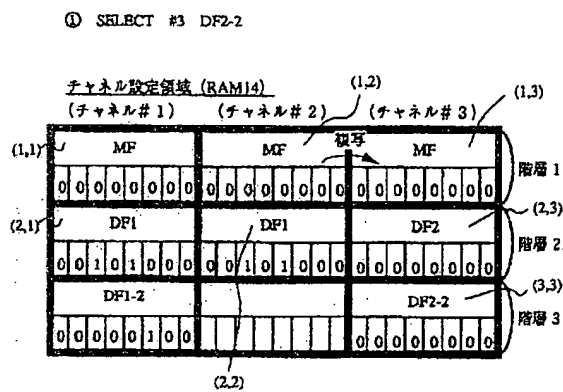 ① SELECT #3 DF2-2
チャネル設定領域 (RAM14)
(チャネル#1) (チャネル#2) (チャネル#3)
(1,2)
(1,3)
(1,1) MF MF 複写 MF 階層1
0 0 0 0 0 0 0 0 0 0 0 0 0 0 0 0 0 0 0 0 0 0 0 0
(2,1) DF1 DF1 DF2 (2,3) 階層2
0 0 1 0 1 0 0 0 0 0 1 0 1 0 0 0 0 0 0 0 0 0 0 0
DF1-2 DF2-2 (3,3) 階層3
0 0 0 0 0 1 0 0 0 0 0 0 0 0 0 0
(2,2)